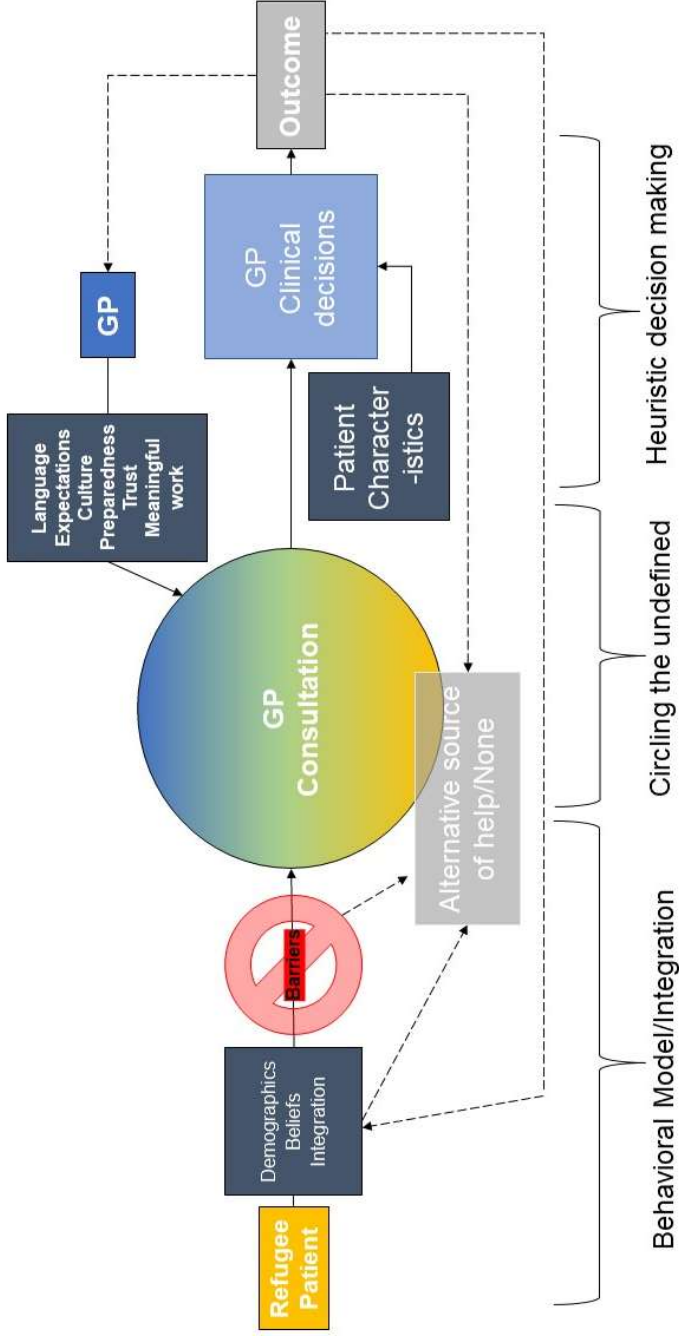 Refugee
Patient
Demographics
Beliefs
Integration
Barriers
GP
Consultation
Alternative source
of help/None
Language
Expectations
Culture
Preparedness
Trust
Meaningful
work
GP
Patient
Character
-istics
GP
Clinical
decisions
Outcome
Behavioral Model/Integration
Circling the undefined
Heuristic decision making